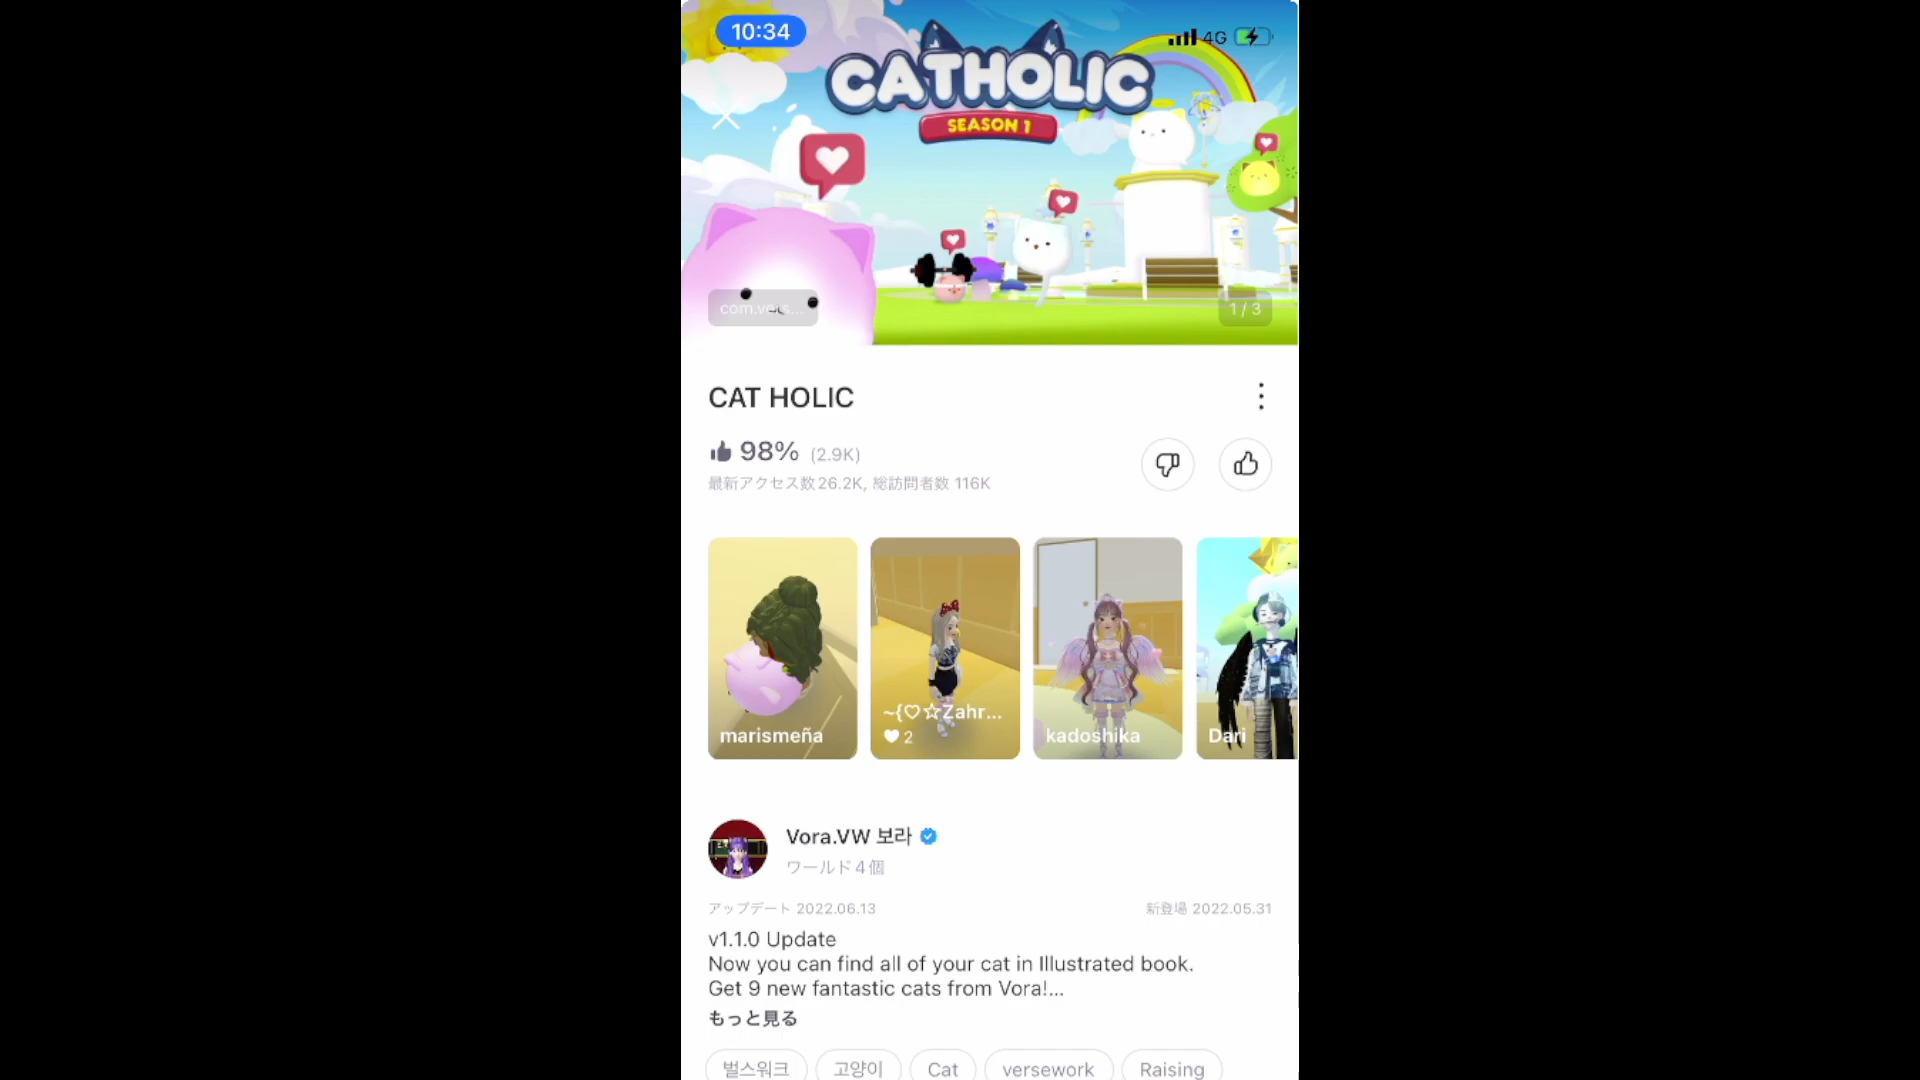 10:34
4G
CATHOLIC
SEASON 1
com.vers...
1 / 3
CAT HOLIC
98% (2.9K)
最新アクセス数 26.2K, 総訪問者数 116K
marismeña
~{♡☆Zahr...
2
kadoshika
Dari
Vora.VW 보라
ワールド 4 個
アップデート 2022.06.13
新登場 2022.05.31
v1.1.0 Update
Now you can find all of your cat in Illustrated book.
Get 9 new fantastic cats from Vora!...
もっと見る
벌스워크
고양이
Cat
versework
Raising